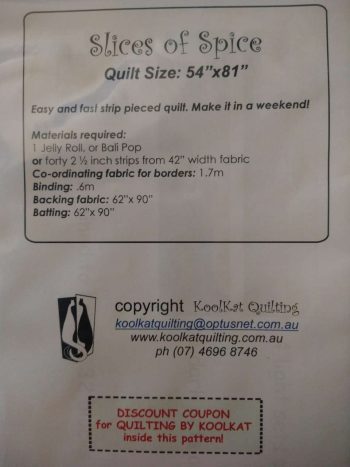 Slices of Spice
Quilt Size: 54”x81”
Easy and fast strip pieced quilt. Make it in a weekend!
Materials required:
1 Jelly Roll, or Bali Pop
or forty 2 ½ inch strips from 42” width fabric
Co-ordinating fabric for borders: 1.7m
Binding: .6m
Backing fabric: 62”x 90”
Batting: 62”x 90”
copyright KoolKat Quilting
koolkatquilting@optusnet.com.au
www.koolkatquilting.com.au
ph (07) 4696 8746
DISCOUNT COUPON
for QUILTING BY KOOLKAT
inside this pattern!